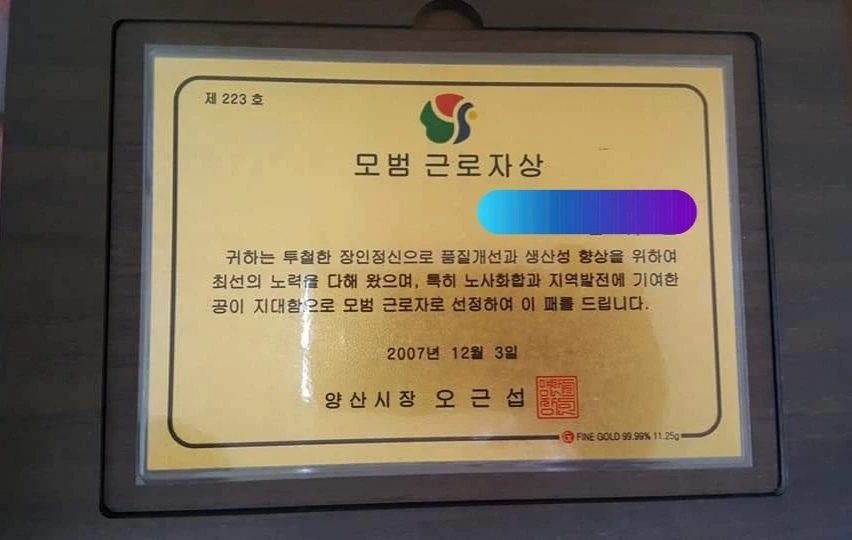 제 223 호
모범 근로자상
귀하는 투철한 장인정신으로 품질개선과 생산성 향상을 위하여
최선의 노력을 다해 왔으며, 특히 노사화합과 지역발전에 기여한
공이 지대함으로 모범 근로자로 선정하여 이 패를 드립니다.
2007년 12월 3일
양산시장 오근섭
FINE GOLD 99.99% 11.25g